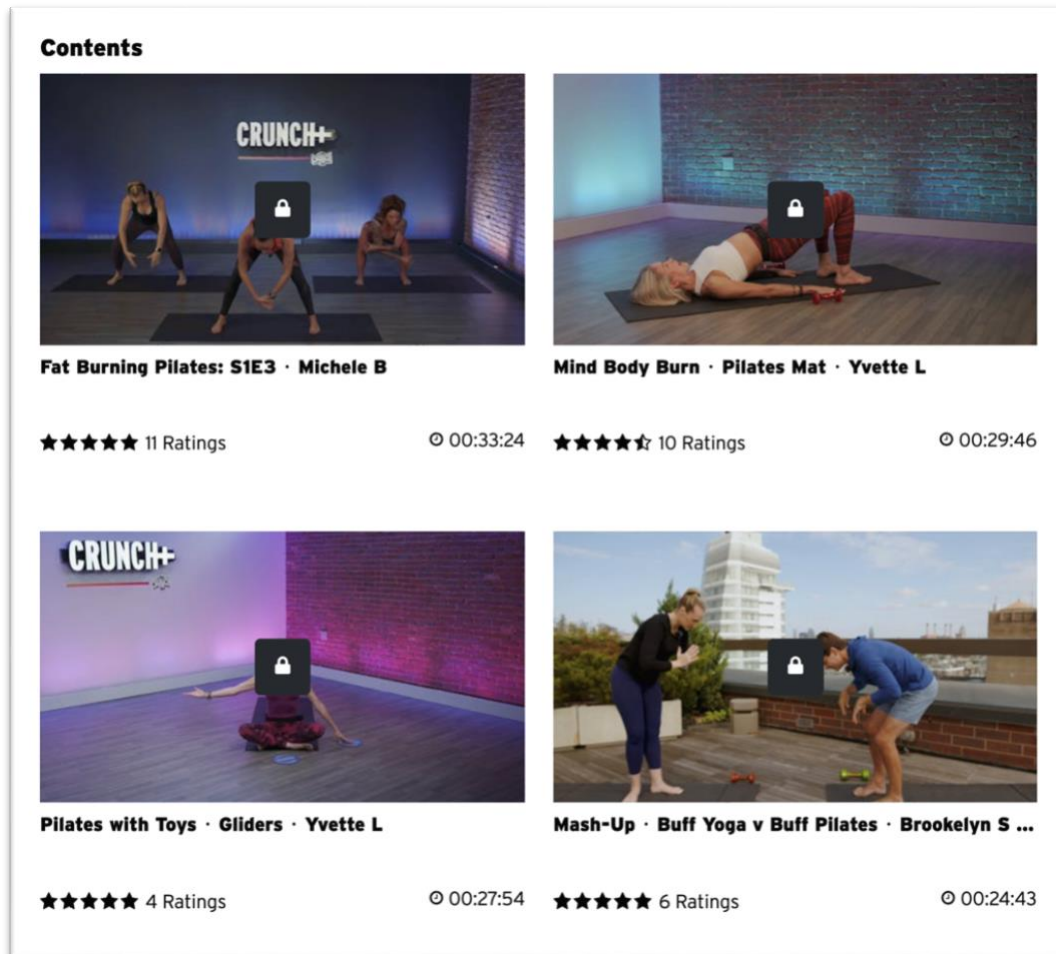 Contents
CRUNCH+
Fat Burning Pilates: S1E3 · Michele B
Mind Body Burn · Pilates Mat · Yvette L
11 Ratings
00:33:24
10 Ratings
00:29:46
CRUNCH+
Pilates with Toys · Gliders · Yvette L
Mash-Up · Buff Yoga v Buff Pilates · Brookelyn S ...
4 Ratings
00:27:54
6 Ratings
00:24:43